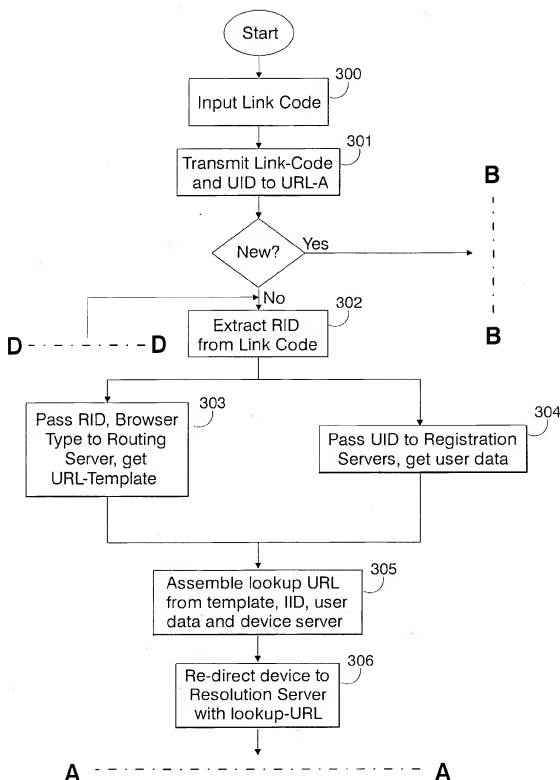 Start
300
Input Link Code
301
Transmit Link-Code
and UID to URL-A
B
New?
Yes
No
B
302
Extract RID
from Link Code
D
D
303
Pass RID, Browser
Type to Routing
Server, get
URL-Template
304
Pass UID to Registration
Servers, get user data
305
Assemble lookup URL
from template, IID, user
data and device server
306
Re-direct device to
Resolution Server
with lookup-URL
A
A